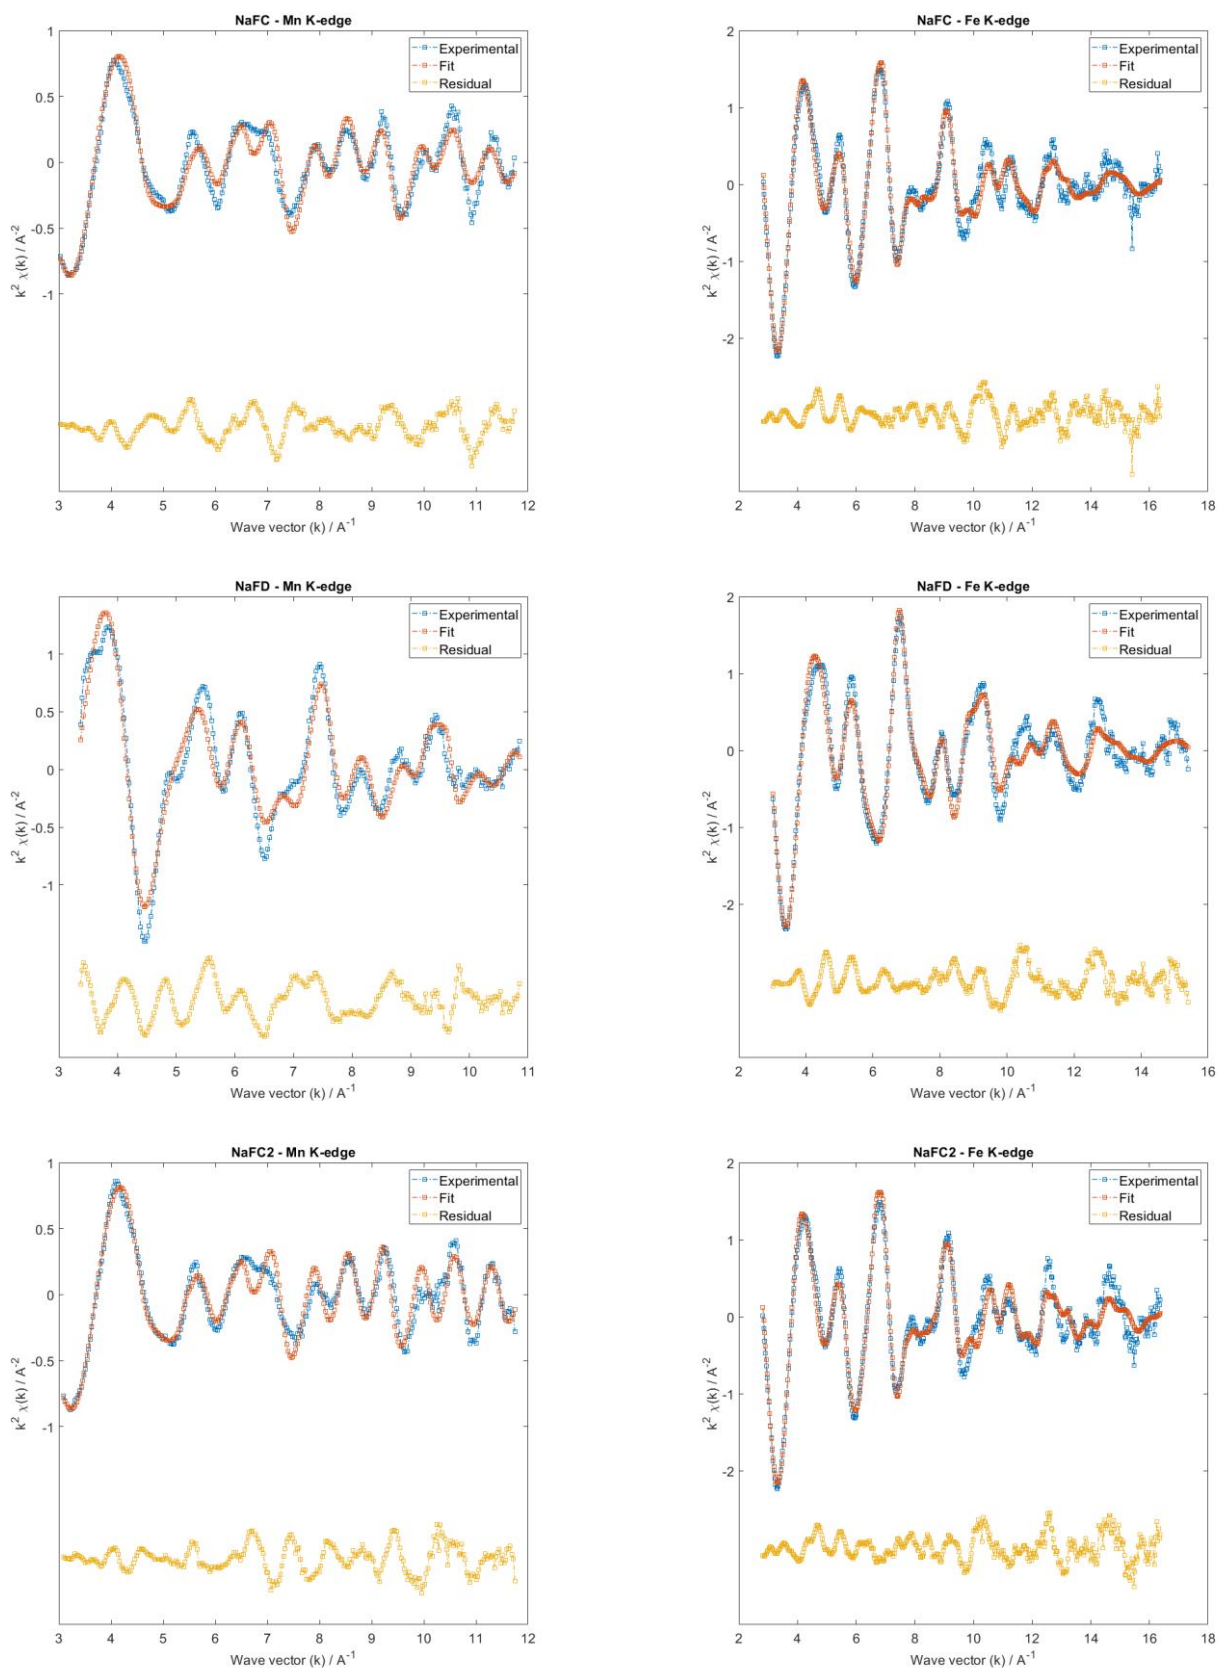 NaFC - Mn K-edge
Experimental
Fit
Residual
1
0.5
0
-0.5
-1
k² χ(k) / A⁻²
3 4 5 6 7 8 9 10 11 12
Wave vector (k) / A⁻¹
NaFC - Fe K-edge
Experimental
Fit
Residual
2
1
0
-1
-2
k² χ(k) / A⁻²
2 4 6 8 10 12 14 16 18
Wave vector (k) / A⁻¹
NaFD - Mn K-edge
Experimental
Fit
Residual
1
0.5
0
-0.5
-1
k² χ(k) / A⁻²
3 4 5 6 7 8 9 10 11
Wave vector (k) / A⁻¹
NaFD - Fe K-edge
Experimental
Fit
Residual
2
1
0
-1
-2
k² χ(k) / A⁻²
2 4 6 8 10 12 14 16
Wave vector (k) / A⁻¹
NaFC2 - Mn K-edge
Experimental
Fit
Residual
1
0.5
0
-0.5
-1
k² χ(k) / A⁻²
3 4 5 6 7 8 9 10 11 12
Wave vector (k) / A⁻¹
NaFC2 - Fe K-edge
Experimental
Fit
Residual
2
1
0
-1
-2
k² χ(k) / A⁻²
2 4 6 8 10 12 14 16 18
Wave vector (k) / A⁻¹